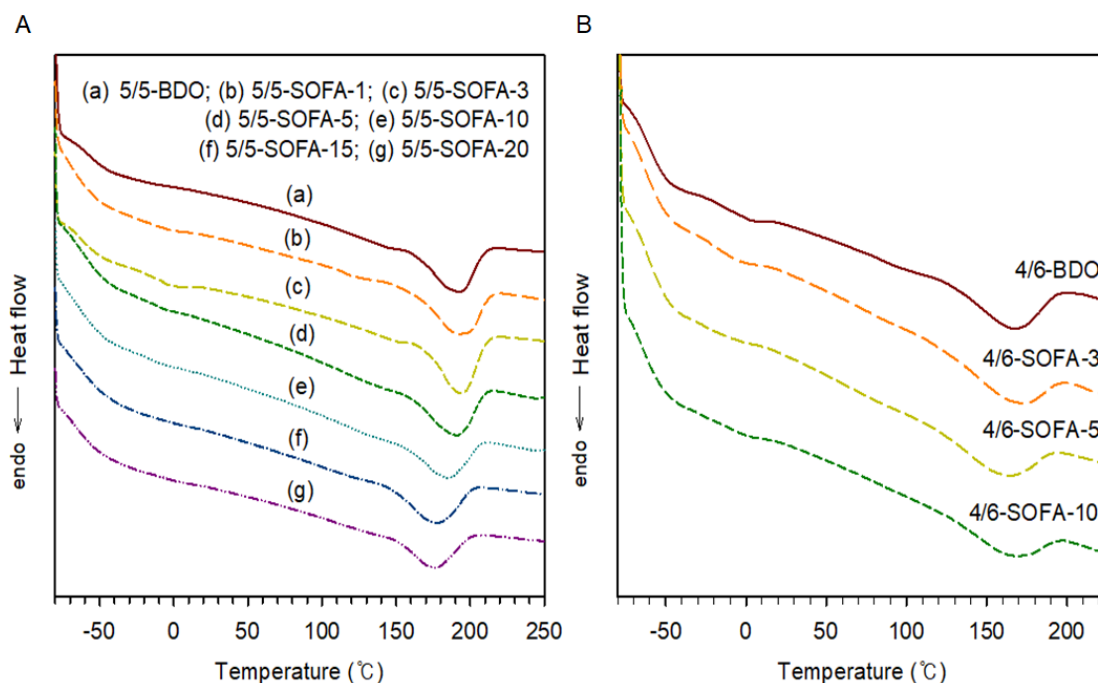 A
(a) 5/5-BDO; (b) 5/5-SOFA-1; (c) 5/5-SOFA-3
(d) 5/5-SOFA-5; (e) 5/5-SOFA-10
(f) 5/5-SOFA-15; (g) 5/5-SOFA-20
(a)
(b)
(c)
(d)
(e)
(f)
(g)
endo ← Heat flow
-50 0 50 100 150 200 250
Temperature (℃)
B
4/6-BDO
4/6-SOFA-3
4/6-SOFA-5
4/6-SOFA-10
endo ← Heat flow
-50 0 50 100 150 200
Temperature (℃)